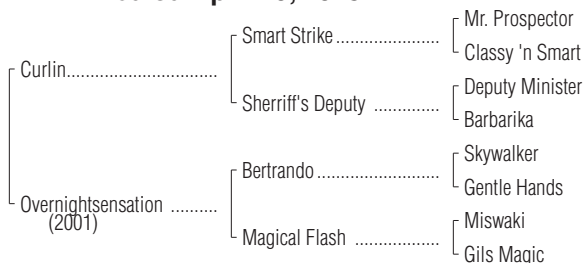 Mr. Prospector
Smart Strike
Classy 'n Smart
Curlin
Deputy Minister
Sherriff's Deputy
Barbarika
Skywalker
Bertrando
Gentle Hands
Overnightsensation
(2001)
Miswaki
Magical Flash
Gils Magic